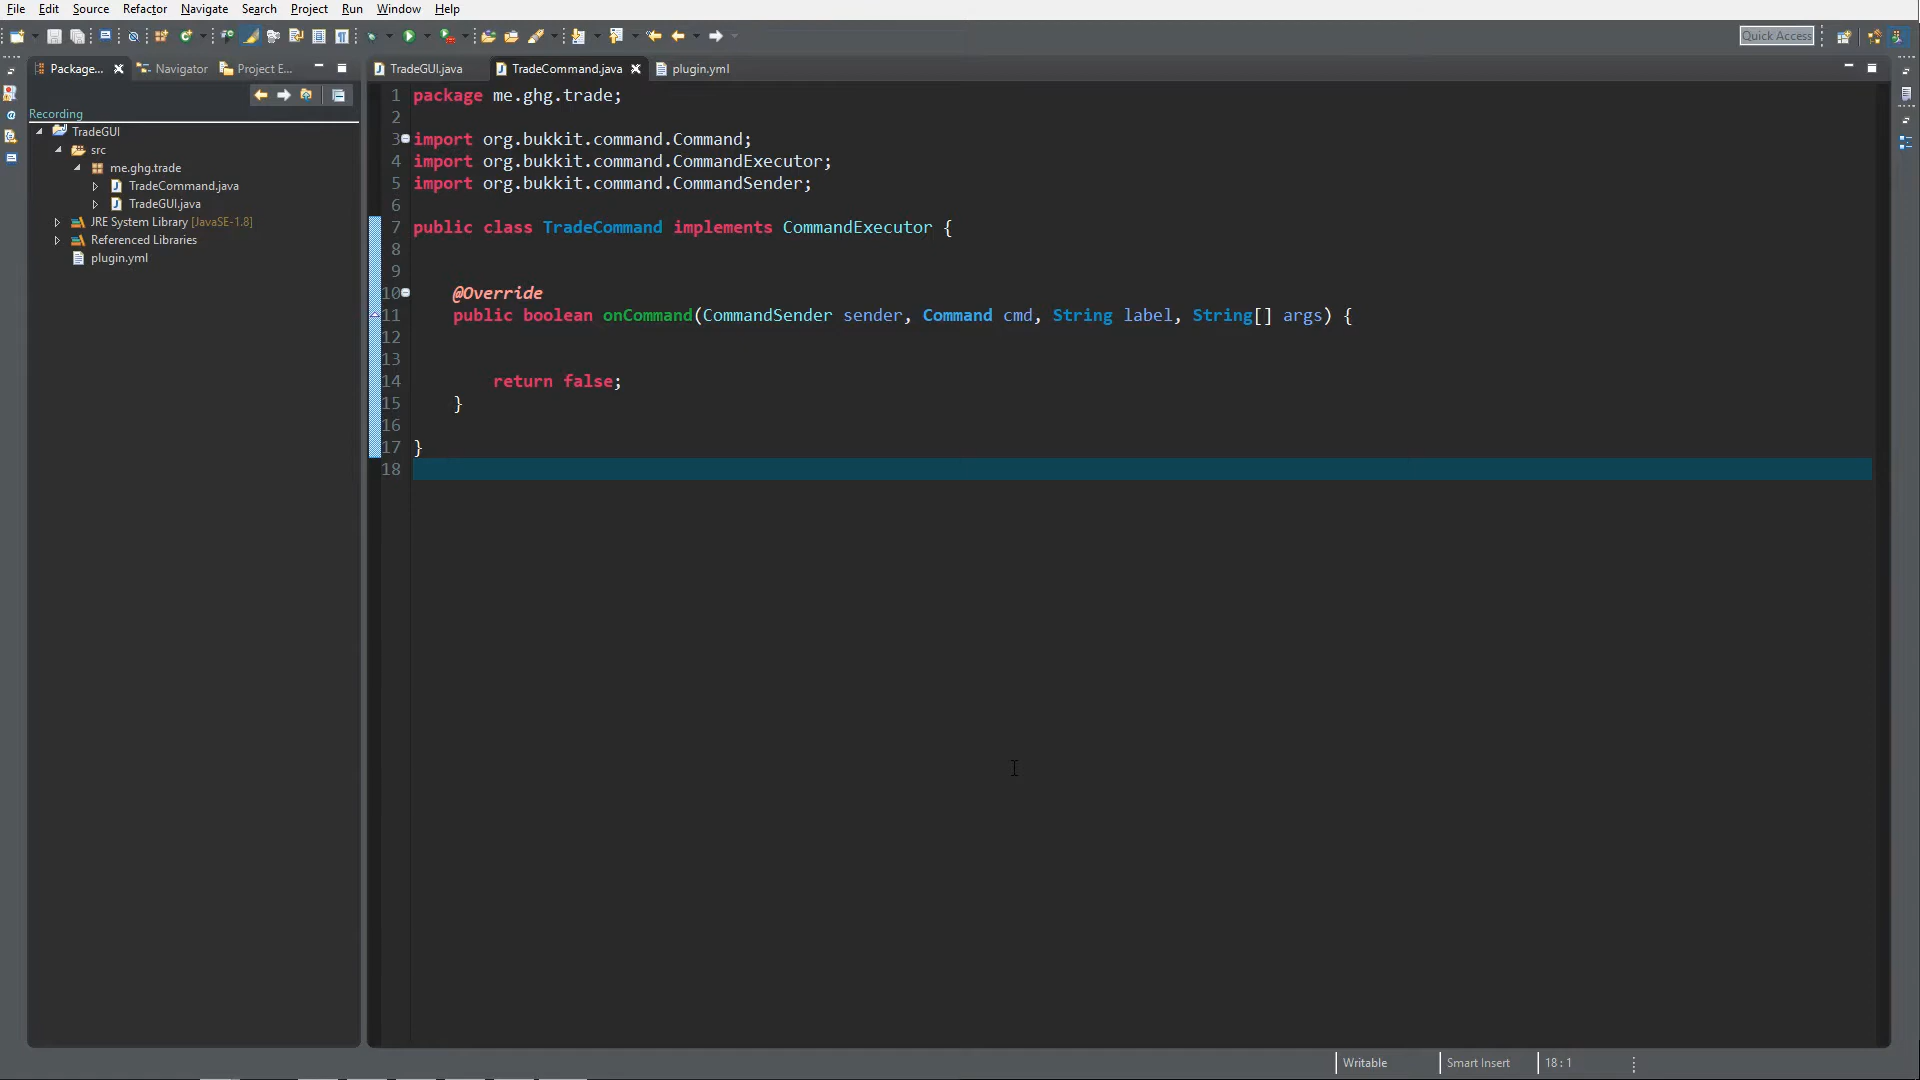 File Edit Source Refactor Navigate Search Project Run Window Help
Quick Access
Package... Navigator Project E...
TradeGUI.java TradeCommand.java plugin.yml
Recording
TradeGUI
src
me.ghg.trade
TradeCommand.java
TradeGUI.java
JRE System Library [JavaSE-1.8]
Referenced Libraries
plugin.yml
1 package me.ghg.trade;
2
3 import org.bukkit.command.Command;
4 import org.bukkit.command.CommandExecutor;
5 import org.bukkit.command.CommandSender;
6
7 public class TradeCommand implements CommandExecutor {
8
9
10 @Override
11 public boolean onCommand(CommandSender sender, Command cmd, String label, String[] args) {
12
13
14 return false;
15 }
16
17 }
18
Writable Smart Insert 18 : 1